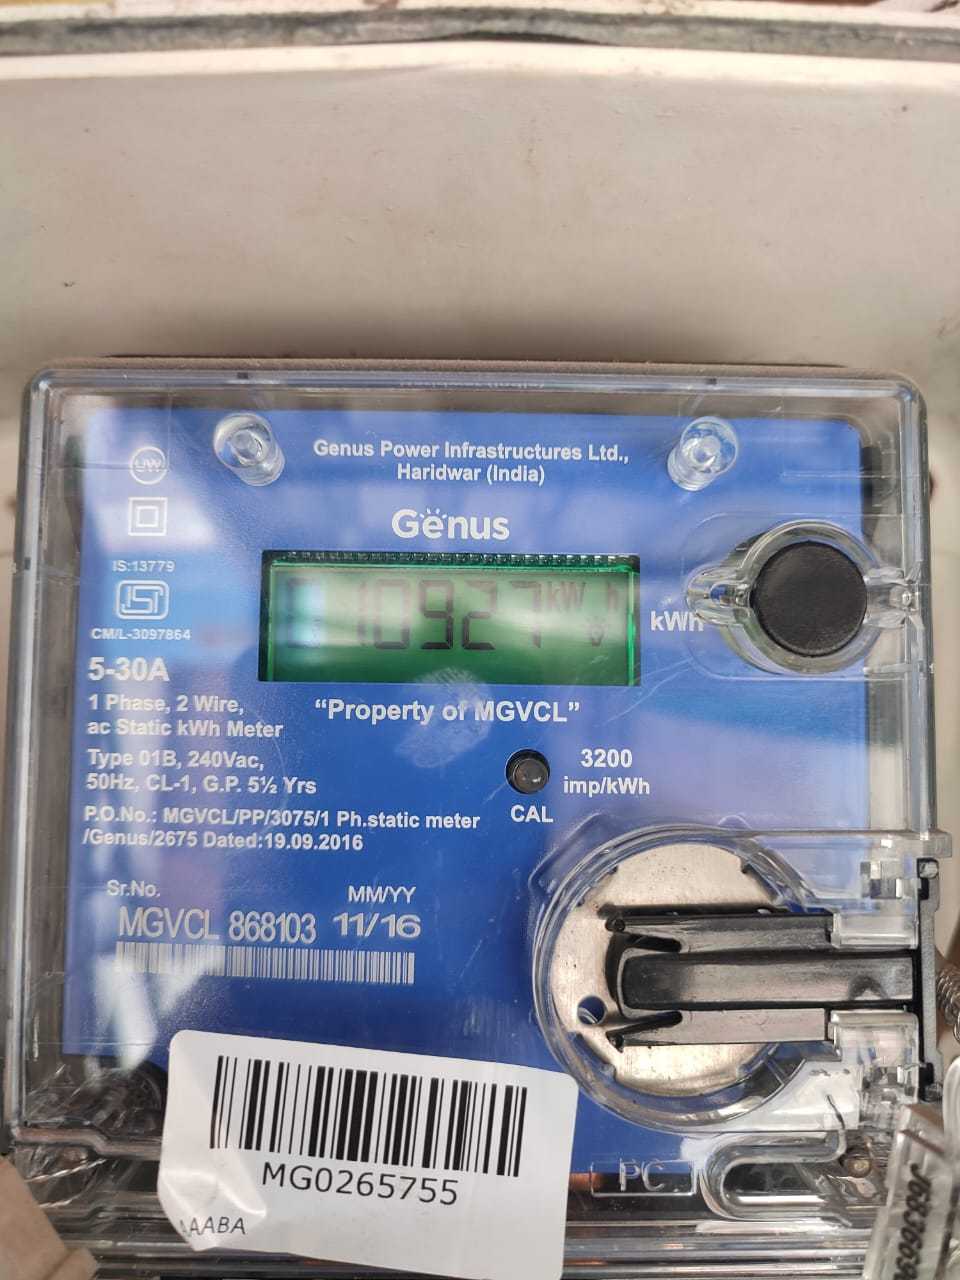 Genus Power Infrastructures Ltd.,
Haridwar (India)
UW
Genus
IS:13779
ISI
CM/L-3097864
10927 kWh
kWh
5-30A
1 Phase, 2 Wire,
ac Static kWh Meter
Type 01B, 240Vac,
50Hz, CL-1, G.P. 5½ Yrs
"Property of MGVCL"
3200
imp/kWh
CAL
P.O.No.: MGVCL/PP/3075/1 Ph.static meter
/Genus/2675 Dated:19.09.2016
Sr.No.
MM/YY
MGVCL 868103 11/16
MG0265755
AAABA
PC